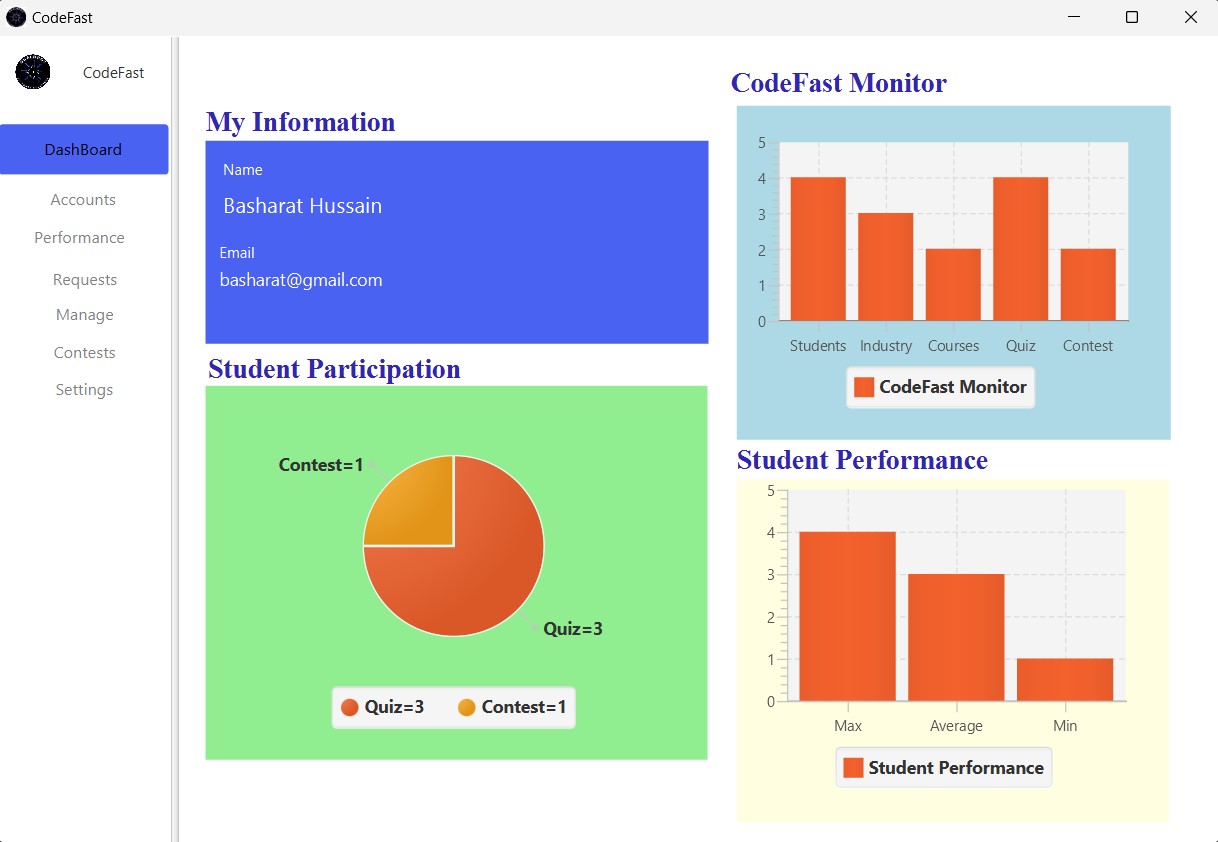 CodeFast
CodeFast
DashBoard
Accounts
Performance
Requests
Manage
Contests
Settings
My Information
Name
Basharat Hussain
Email
basharat@gmail.com
Student Participation
Contest=1
Quiz=3
Quiz=3 Contest=1
CodeFast Monitor
5
4
3
2
1
0
Students Industry Courses Quiz Contest
CodeFast Monitor
Student Performance
5
4
3
2
1
0
Max Average Min
Student Performance